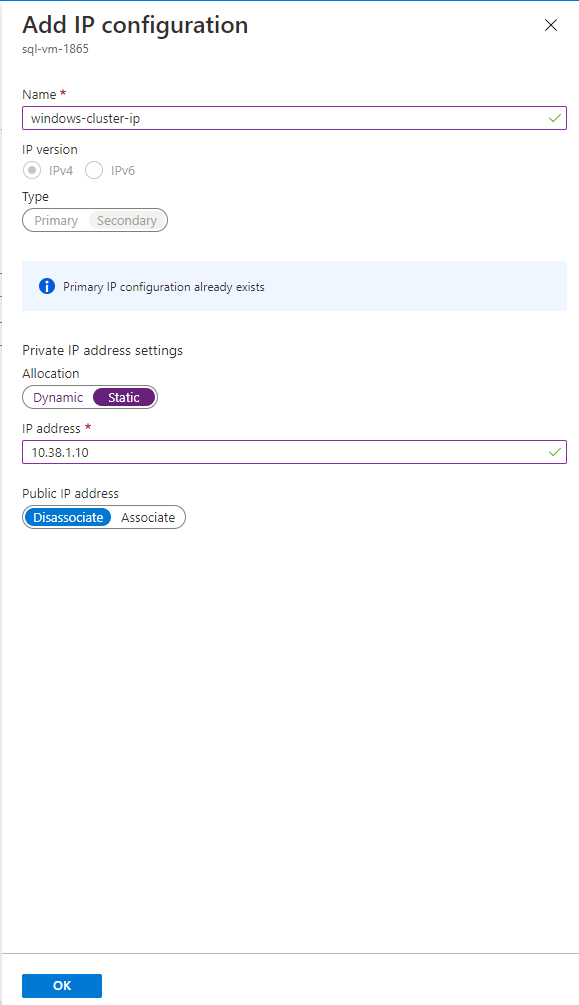 Add IP configuration
sql-vm-1865
Name *
windows-cluster-ip
IP version
IPv4 IPv6
Type
Primary Secondary
Primary IP configuration already exists
Private IP address settings
Allocation
Dynamic Static
IP address *
10.38.1.10
Public IP address
Disassociate Associate
OK